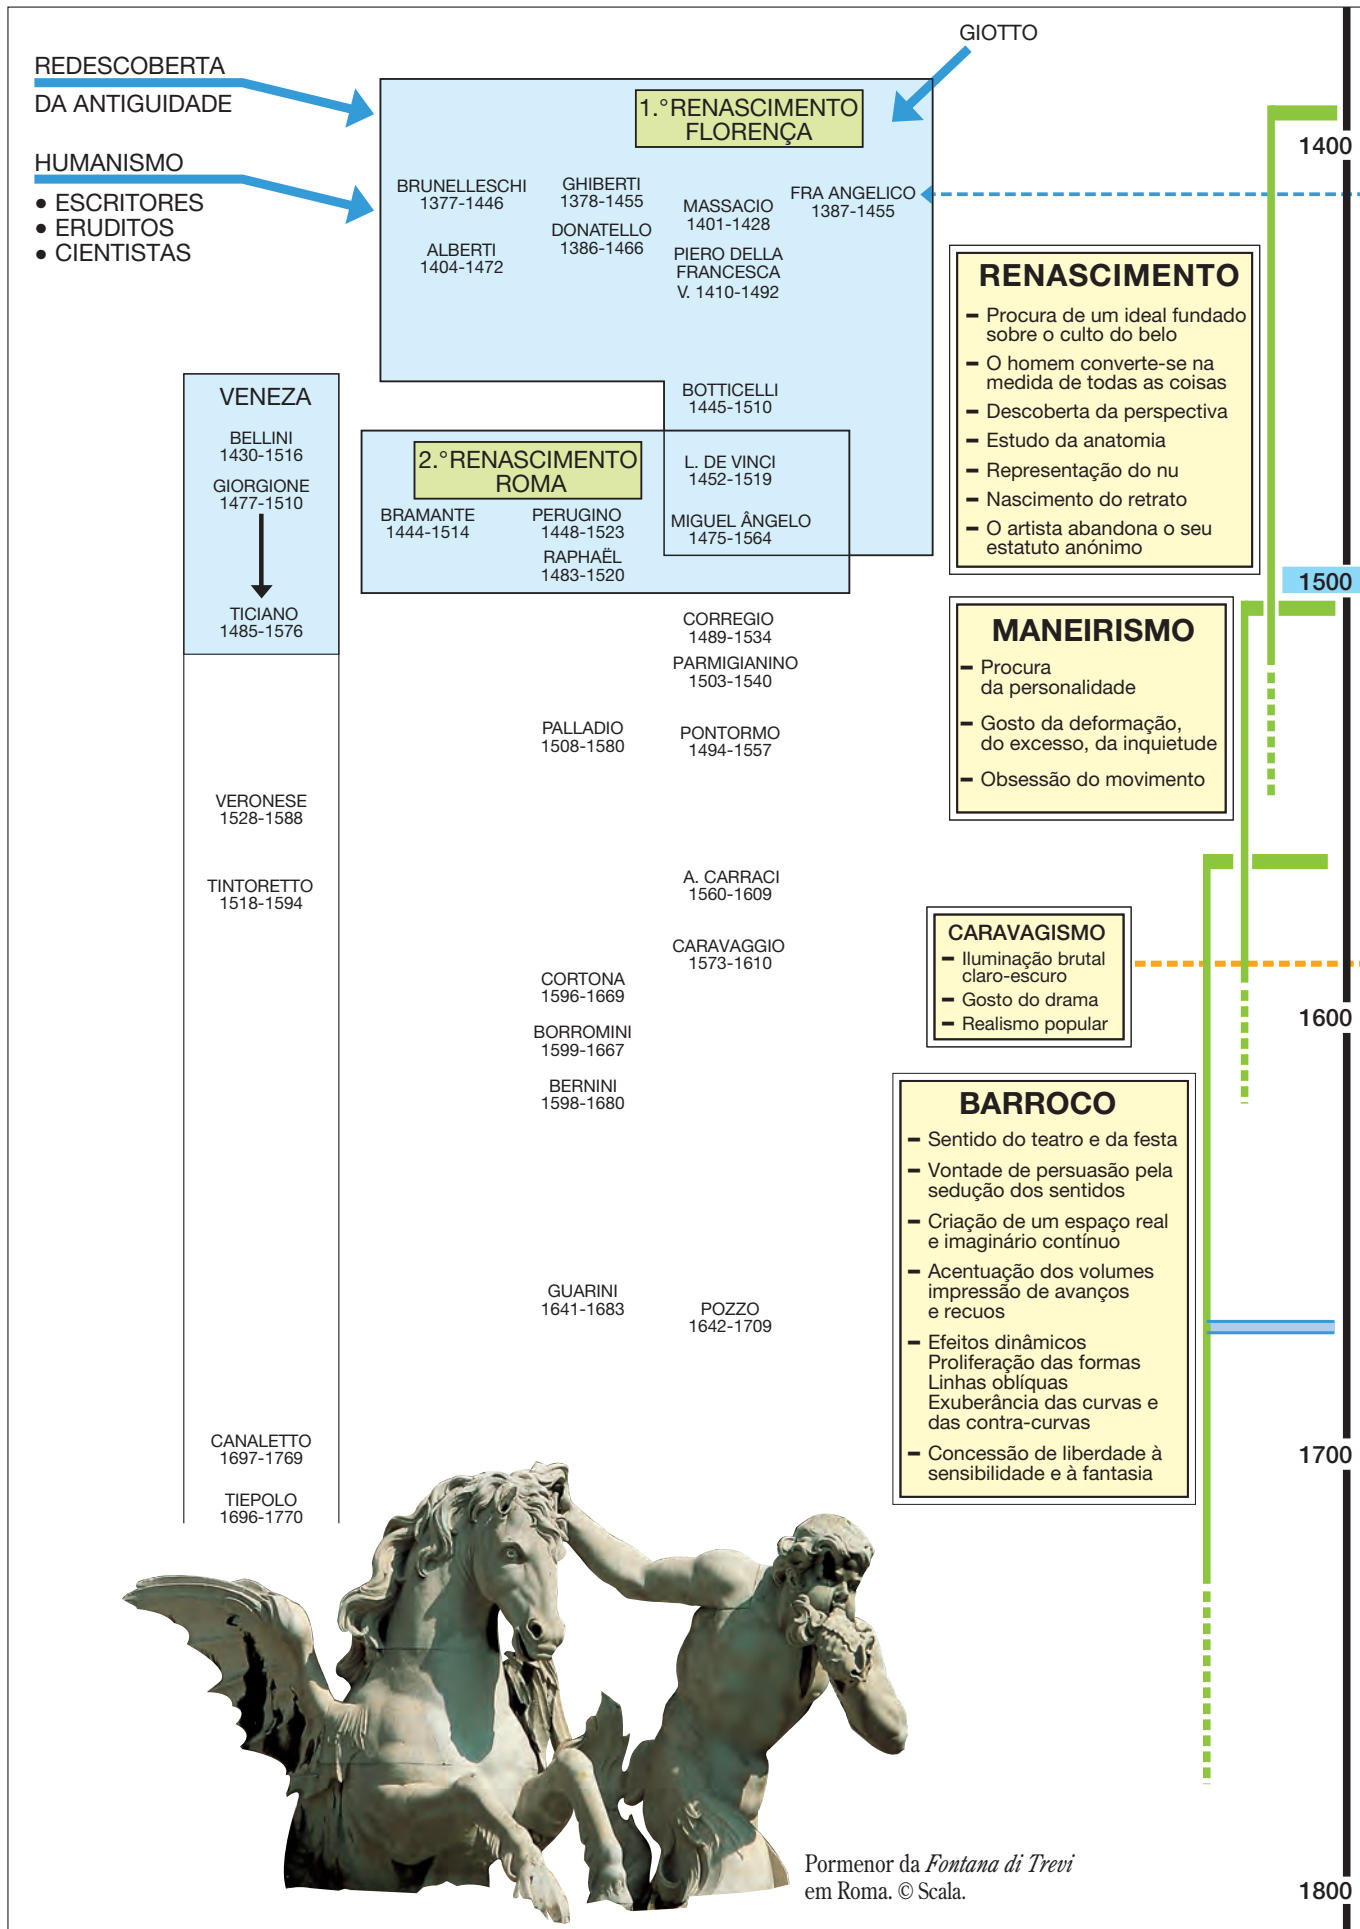 GIOTTO
REDESCOBERTA
DA ANTIGUIDADE
HUMANISMO
• ESCRITORES
• ERUDITOS
• CIENTISTAS
1.° RENASCIMENTO
FLORENÇA
BRUNELLESCHI
1377-1446
GHIBERTI
1378-1455
MASSACIO
1401-1428
FRA ANGELICO
1387-1455
ALBERTI
1404-1472
DONATELLO
1386-1466
PIERO DELLA
FRANCESCA
V. 1410-1492
BOTTICELLI
1445-1510
VENEZA
BELLINI
1430-1516
GIORGIONE
1477-1510
TICIANO
1485-1576
2.° RENASCIMENTO
ROMA
L. DE VINCI
1452-1519
BRAMANTE
1444-1514
PERUGINO
1448-1523
MIGUEL ÂNGELO
1475-1564
RAPHAËL
1483-1520
CORREGIO
1489-1534
PARMIGIANINO
1503-1540
PALLADIO
1508-1580
PONTORMO
1494-1557
VERONESE
1528-1588
TINTORETTO
1518-1594
A. CARRACI
1560-1609
CARAVAGGIO
1573-1610
CORTONA
1596-1669
BORROMINI
1599-1667
BERNINI
1598-1680
GUARINI
1641-1683
POZZO
1642-1709
CANALETTO
1697-1769
TIEPOLO
1696-1770
RENASCIMENTO
– Procura de um ideal fundado
sobre o culto do belo
– O homem converte-se na
medida de todas as coisas
– Descoberta da perspectiva
– Estudo da anatomia
– Representação do nu
– Nascimento do retrato
– O artista abandona o seu
estatuto anónimo
MANEIRISMO
– Procura
da personalidade
– Gosto da deformação,
do excesso, da inquietude
– Obsessão do movimento
CARAVAGISMO
– Iluminação brutal
claro-escuro
– Gosto do drama
– Realismo popular
BARROCO
– Sentido do teatro e da festa
– Vontade de persuasão pela
sedução dos sentidos
– Criação de um espaço real
e imaginário contínuo
– Acentuação dos volumes
impressão de avanços
e recuos
– Efeitos dinâmicos
Proliferação das formas
Linhas oblíquas
Exuberância das curvas e
das contra-curvas
– Concessão de liberdade à
sensibilidade e à fantasia
1400
1500
1600
1700
1800
Pormenor da Fontana di Trevi
em Roma. © Scala.